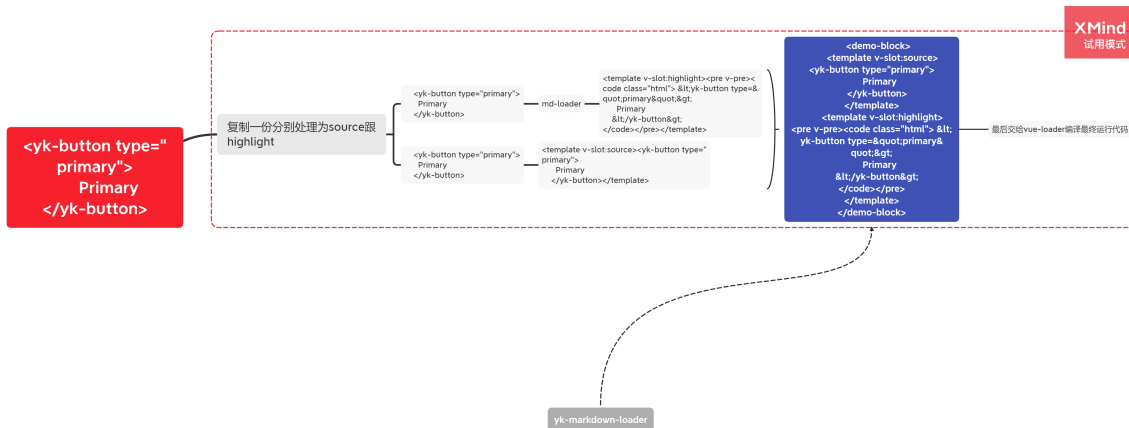 XMind
试用模式
<yk-button type="
primary">
Primary
</yk-button>
复制一份分别处理为source跟
highlight
<yk-button type="primary">
Primary
</yk-button>
md-loader
<template v-slot:highlight><pre v-pre><
code class="html"> &lt;yk-button type=&
quot;primary&quot;&gt;
Primary
&lt;/yk-button&gt;
</code></pre></template>
<yk-button type="primary">
Primary
</yk-button>
<template v-slot:source><yk-button type="
primary">
Primary
</yk-button></template>
<demo-block>
<template v-slot:source>
<yk-button type="primary">
Primary
</yk-button>
</template>
<template v-slot:highlight>
<pre v-pre><code class="html"> &lt;
yk-button type=&quot;primary&
quot;&gt;
Primary
&lt;/yk-button&gt;
</code></pre>
</template>
</demo-block>
最后交给vue-loader编译最终运行代码
yk-markdown-loader